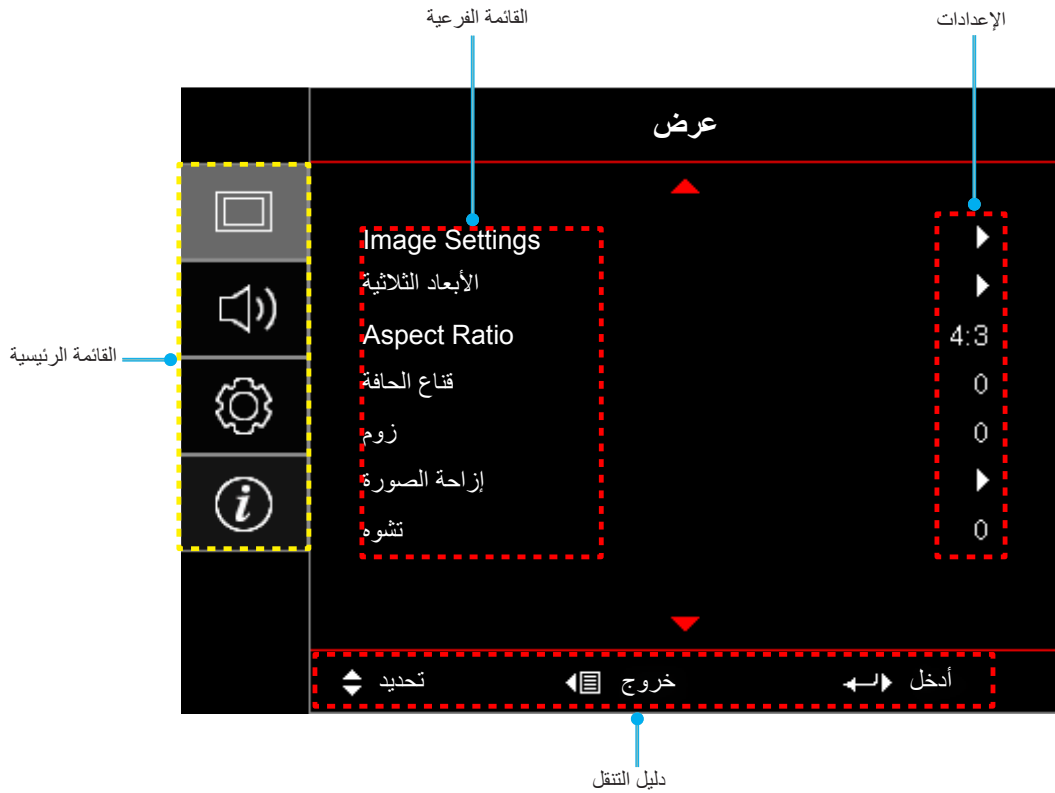 القائمة الفرعية
الإعدادات
عرض
Image Settings
الأبعاد الثلاثية
Aspect Ratio 4:3
قناع الحافة 0
زوم 0
إزاحة الصورة
تشوه 0
القائمة الرئيسية
تحديد خروج أدخل
دليل التنقل